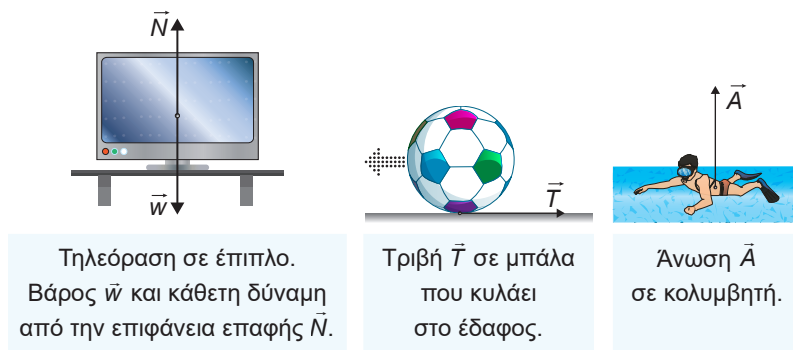 N⃗
w⃗
Τηλεόραση σε έπιπλο.
Βάρος w⃗ και κάθετη δύναμη
από την επιφάνεια επαφής N⃗.
T⃗
Τριβή T⃗ σε μπάλα
που κυλάει
στο έδαφος.
A⃗
Άνωση A⃗
σε κολυμβητή.